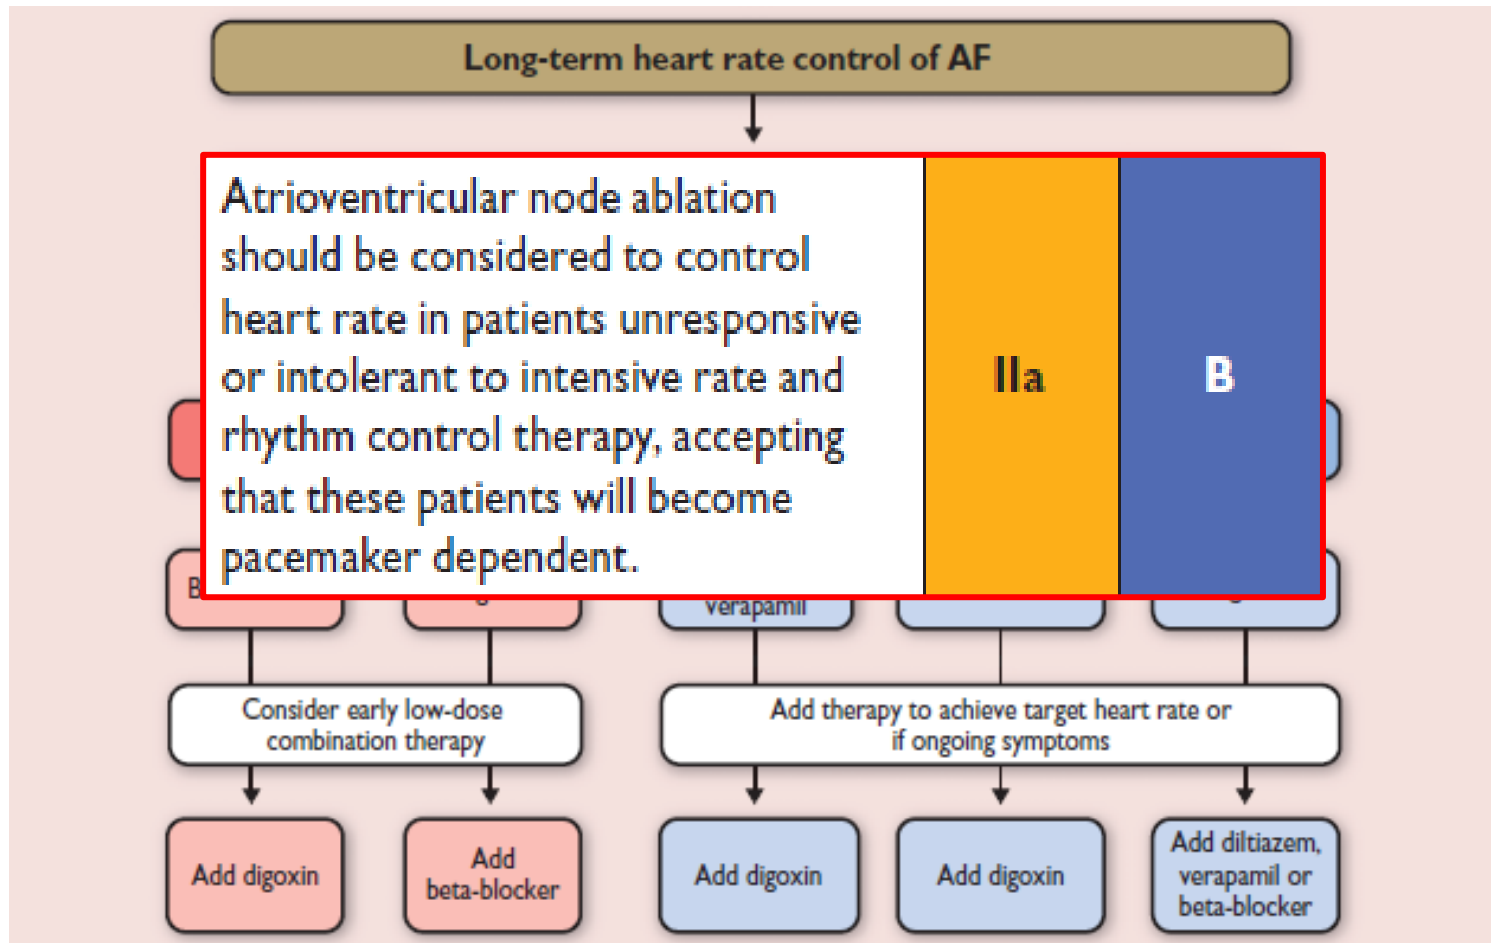 Long-term heart rate control of AF
Atrioventricular node ablation
should be considered to control
heart rate in patients unresponsive
or intolerant to intensive rate and
rhythm control therapy, accepting
that these patients will become
pacemaker dependent.
IIa
B
verapamil
Consider early low-dose
combination therapy
Add therapy to achieve target heart rate or
if ongoing symptoms
Add digoxin
Add
beta-blocker
Add digoxin
Add digoxin
Add diltiazem,
verapamil or
beta-blocker